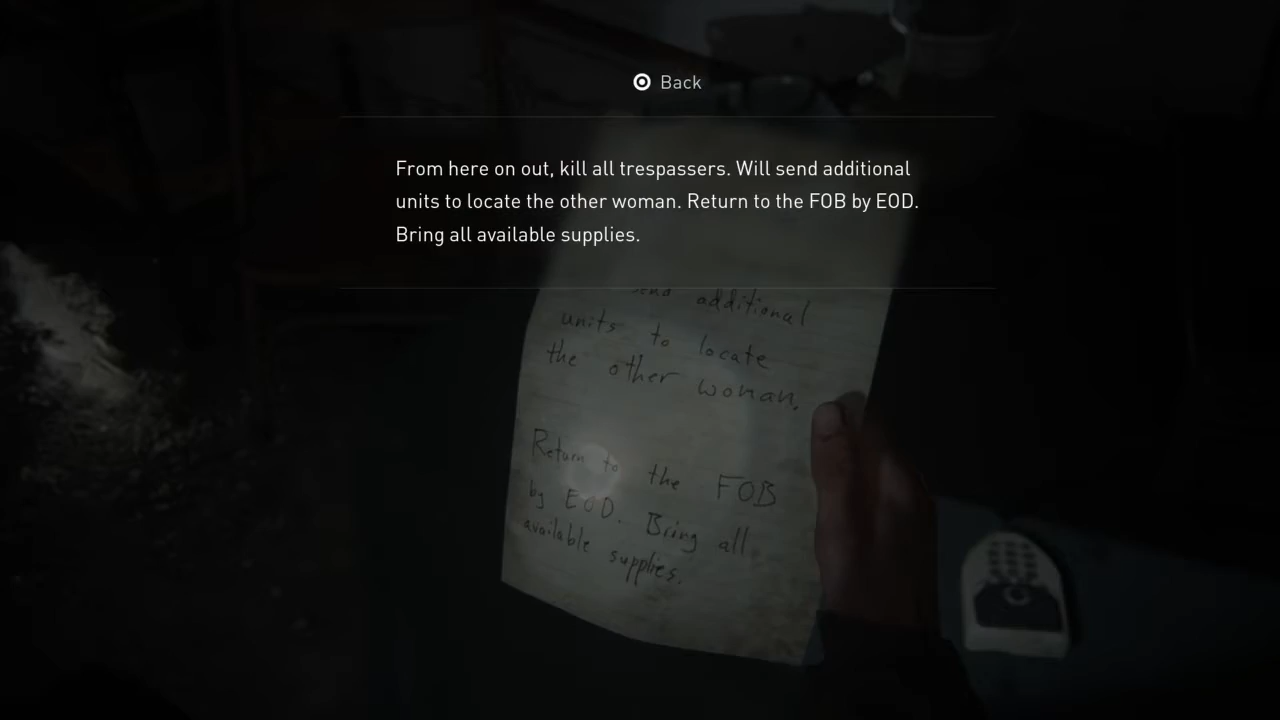 Back
From here on out, kill all trespassers. Will send additional
units to locate the other woman. Return to the FOB by EOD.
Bring all available supplies.
send additional
units to locate
the other woman.
Return to the FOB
by EOD. Bring all
available supplies.